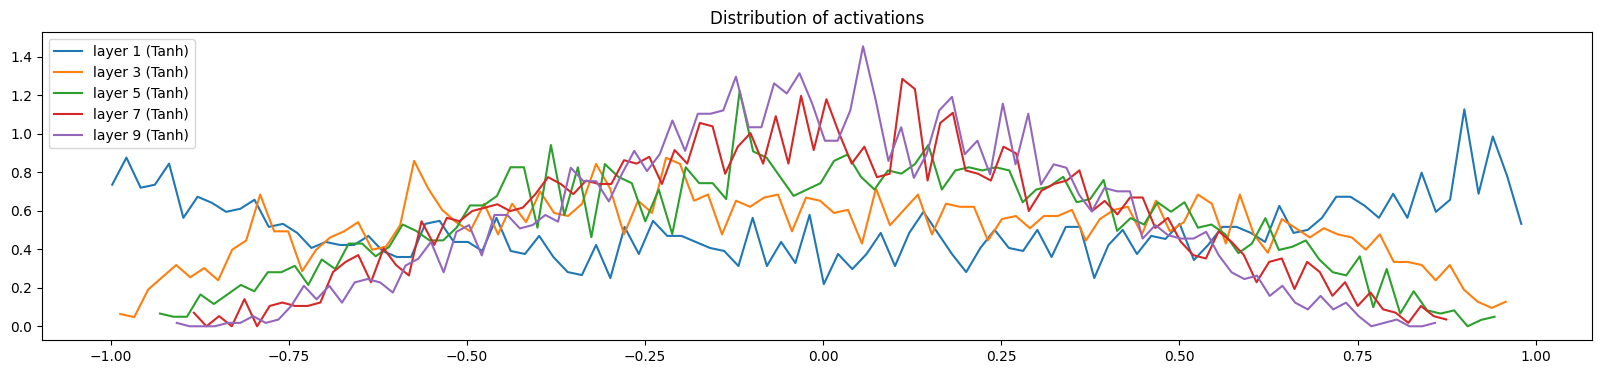 Distribution of activations
layer 1 (Tanh)
layer 3 (Tanh)
layer 5 (Tanh)
layer 7 (Tanh)
layer 9 (Tanh)
1.4
1.2
1.0
0.8
0.6
0.4
0.2
0.0
−1.00 −0.75 −0.50 −0.25 0.00 0.25 0.50 0.75 1.00